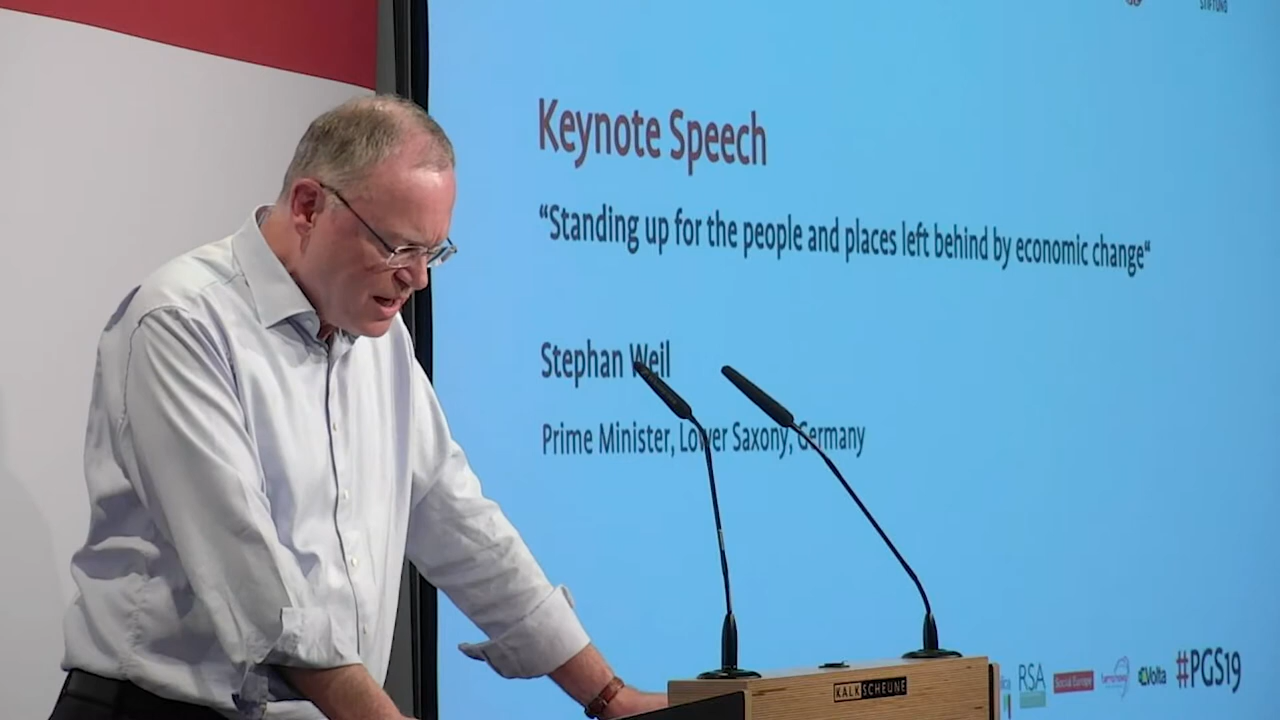 STIFTUNG
Keynote Speech
“Standing up for the people and places left behind by economic change“
Stephan Weil
Prime Minister, Lower Saxony, Germany
RSA
Social Europe
Volta
#PGS19
KALKSCHEUNE